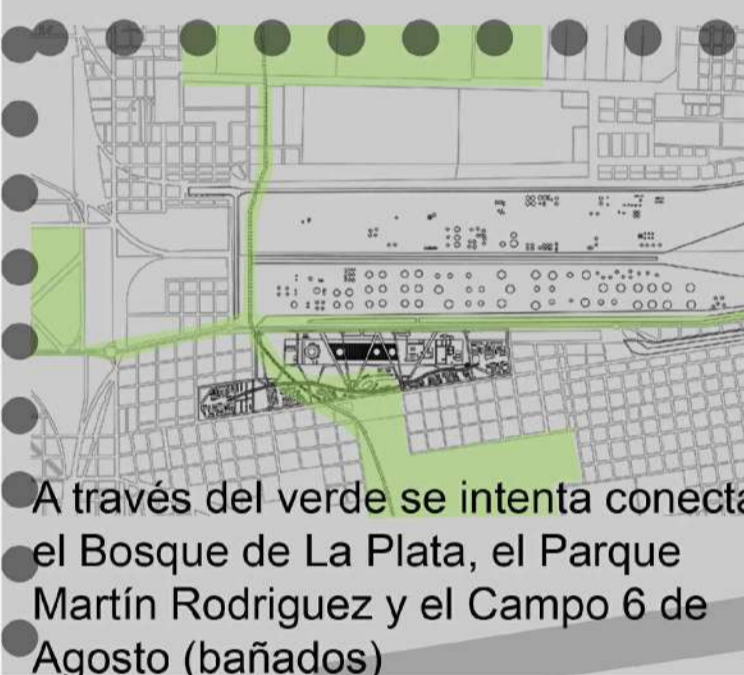 A través del verde se intenta conecta
el Bosque de La Plata, el Parque
Martín Rodriguez y el Campo 6 de
Agosto (bañados)